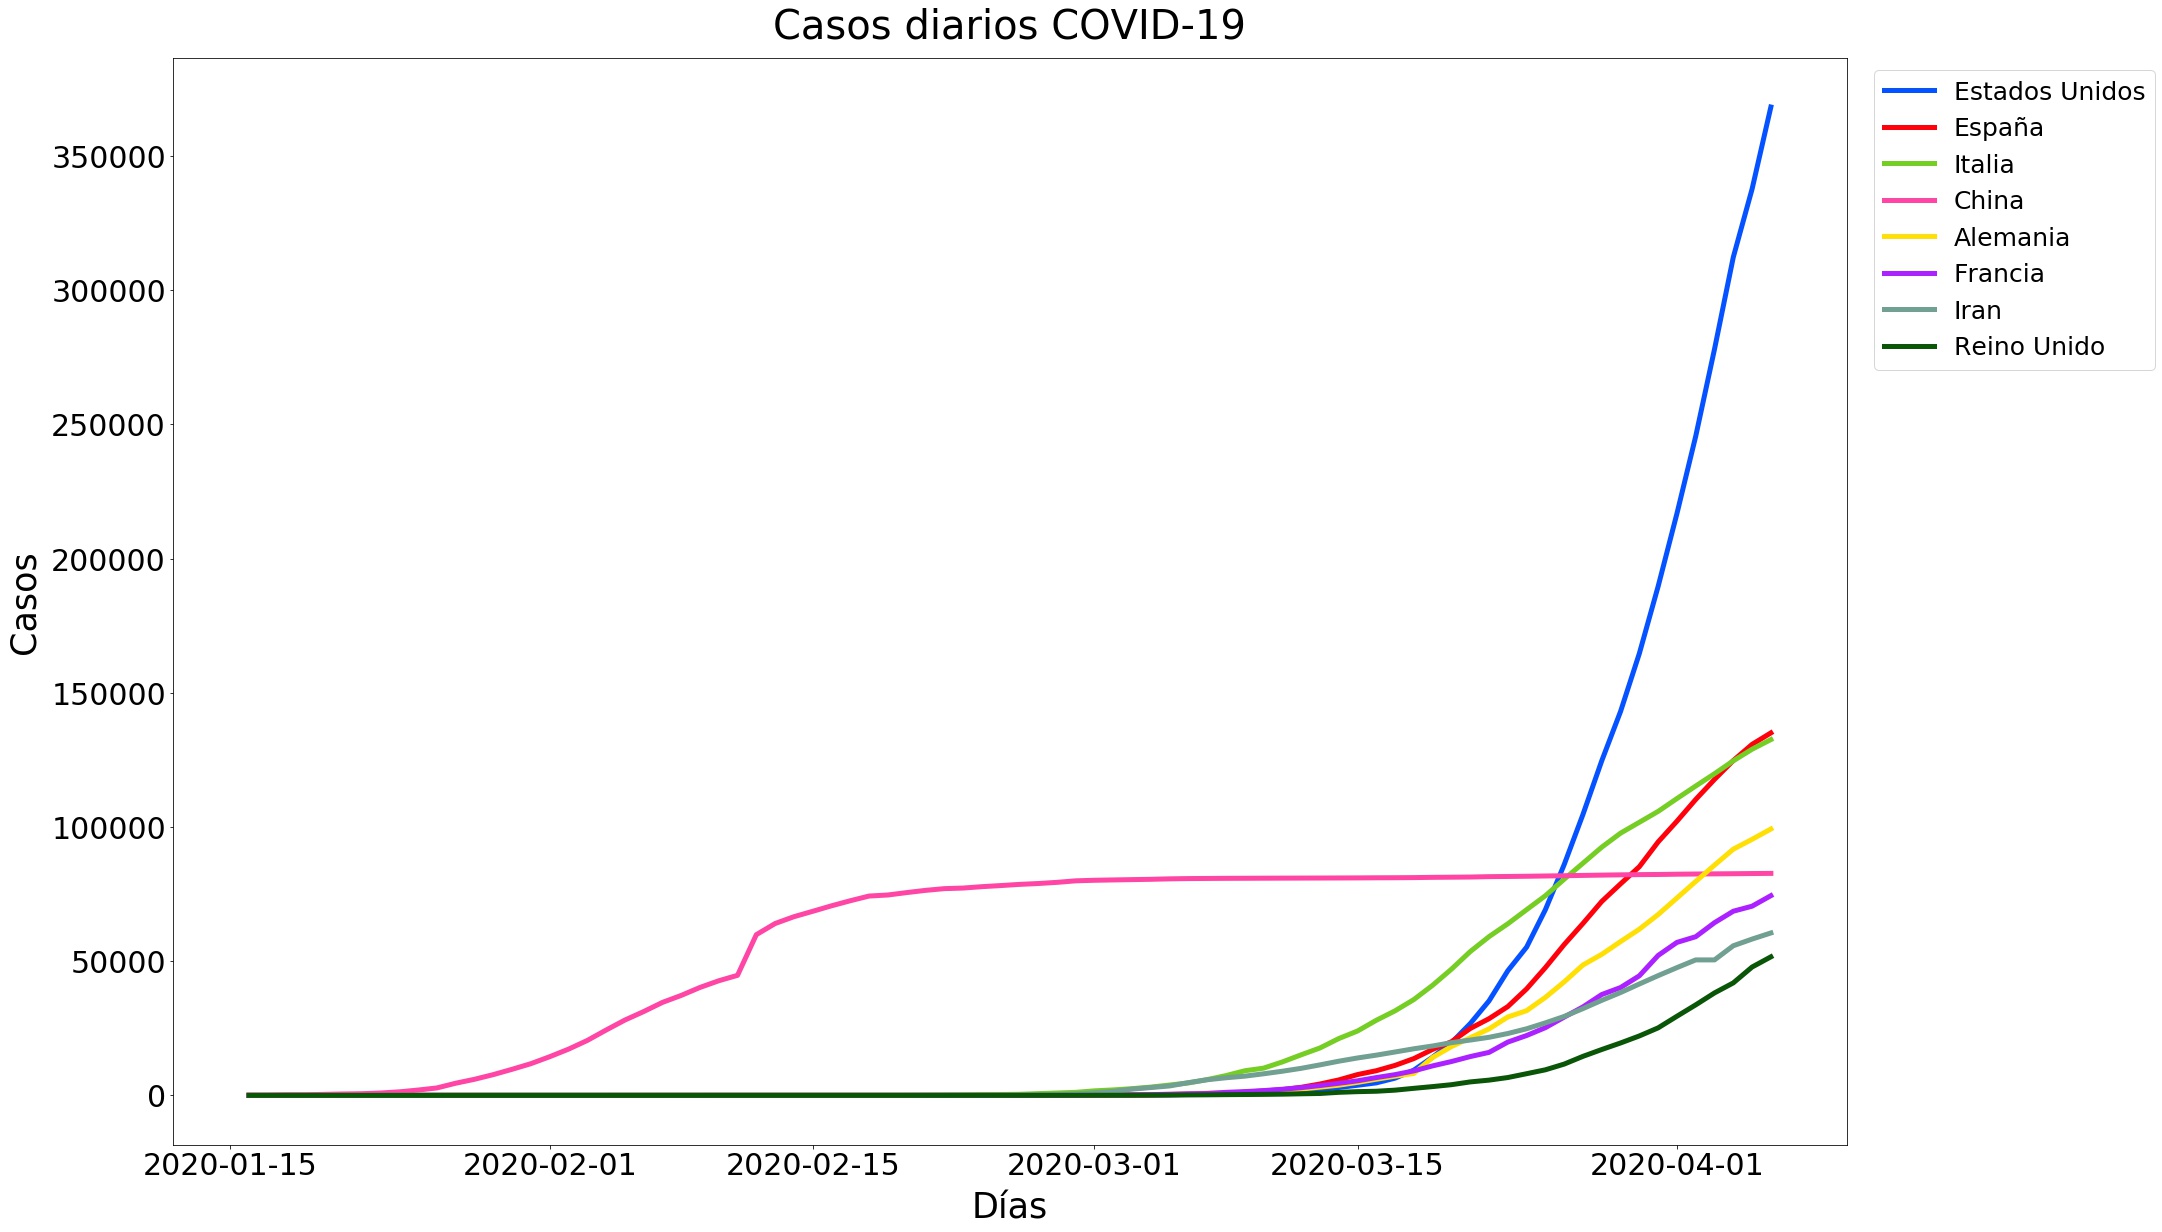 Casos diarios COVID-19
Estados Unidos
España
Italia
China
Alemania
Francia
Iran
Reino Unido
Casos
350000
300000
250000
200000
150000
100000
50000
0
2020-01-15 2020-02-01 2020-02-15 2020-03-01 2020-03-15 2020-04-01
Días